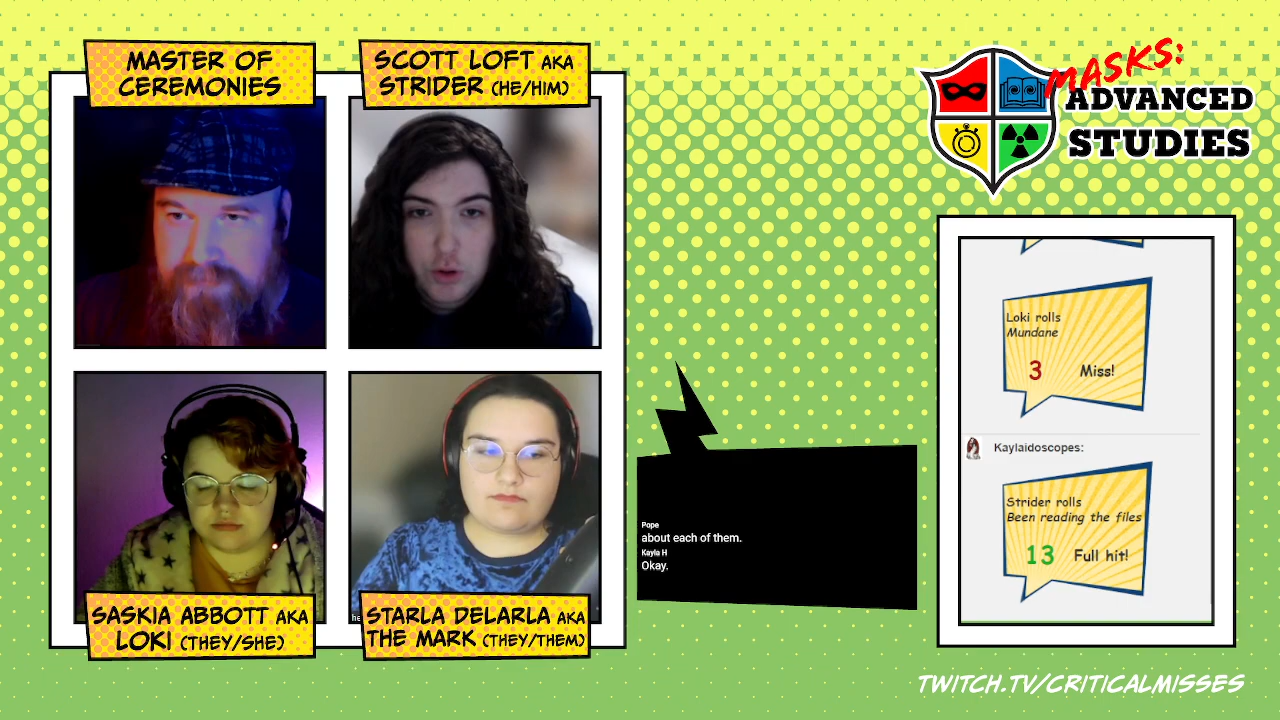 MASTER OF
CEREMONIES
SCOTT LOFT AKA
STRIDER (HE/HIM)
SASKIA ABBOTT AKA
LOKI (THEY/SHE)
STARLA DELARLA AKA
THE MARK (THEY/THEM)
he
Pope
about each of them.
Kayla H
Okay.
MASKS:
ADVANCED
STUDIES
Loki rolls
Mundane
3 Miss!
Kaylaidoscopes:
Strider rolls
Been reading the files
13 Full hit!
TWITCH.TV/CRITICALMISSES